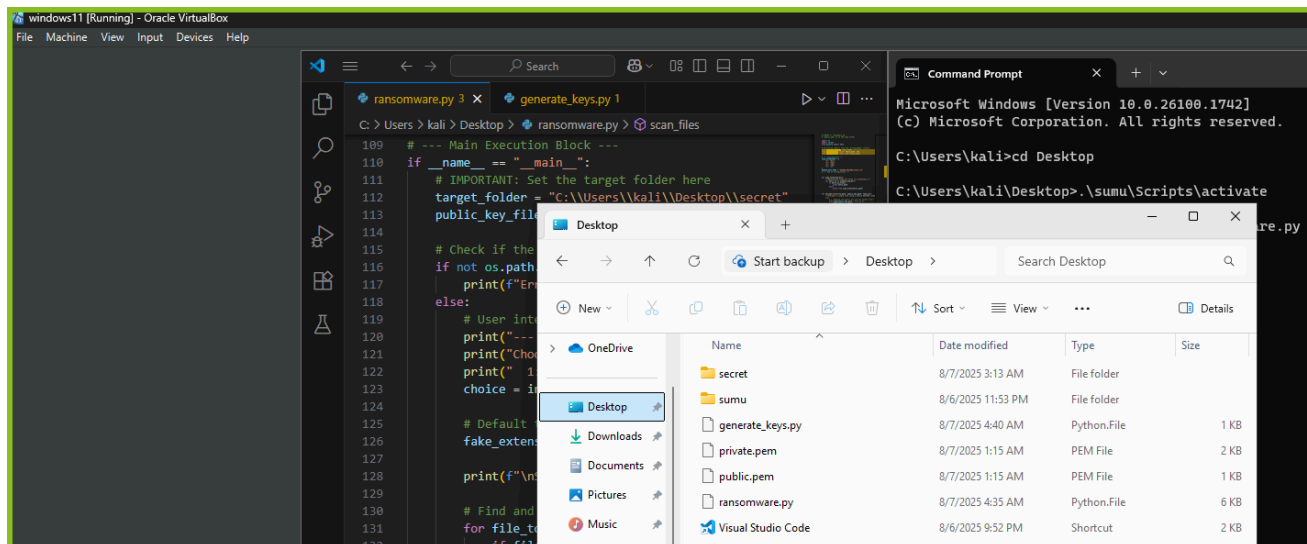 windows11 [Running] - Oracle VirtualBox
File Machine View Input Devices Help
Search
ransomware.py 3
generate_keys.py 1
C: > Users > kali > Desktop > ransomware.py > scan_files
109 # --- Main Execution Block ---
110 if __name__ == "__main__":
111 # IMPORTANT: Set the target folder here
112 target_folder = "C:\\Users\\kali\\Desktop\\secret"
113 public_key_file
114
115 # Check if the
116 if not os.path.
117 print(f"Err
118 else:
119 # User inte
120 print("---
121 print("Choo
122 print(" 1
123 choice = in
124
125 # Default
126 fake_extens
127
128 print(f"\nS
129
130 # Find and
131 for file_to
Command Prompt
Microsoft Windows [Version 10.0.26100.1742]
(c) Microsoft Corporation. All rights reserved.
C:\Users\kali>cd Desktop
C:\Users\kali\Desktop>.\sumu\Scripts\activate
re.py
Desktop
Start backup > Desktop >
Search Desktop
New
Sort
View
Details
OneDrive
Desktop
Downloads
Documents
Pictures
Music
Name Date modified Type Size
secret 8/7/2025 3:13 AM File folder
sumu 8/6/2025 11:53 PM File folder
generate_keys.py 8/7/2025 4:40 AM Python.File 1 KB
private.pem 8/7/2025 1:15 AM PEM File 2 KB
public.pem 8/7/2025 1:15 AM PEM File 1 KB
ransomware.py 8/7/2025 4:35 AM Python.File 6 KB
Visual Studio Code 8/6/2025 9:52 PM Shortcut 2 KB